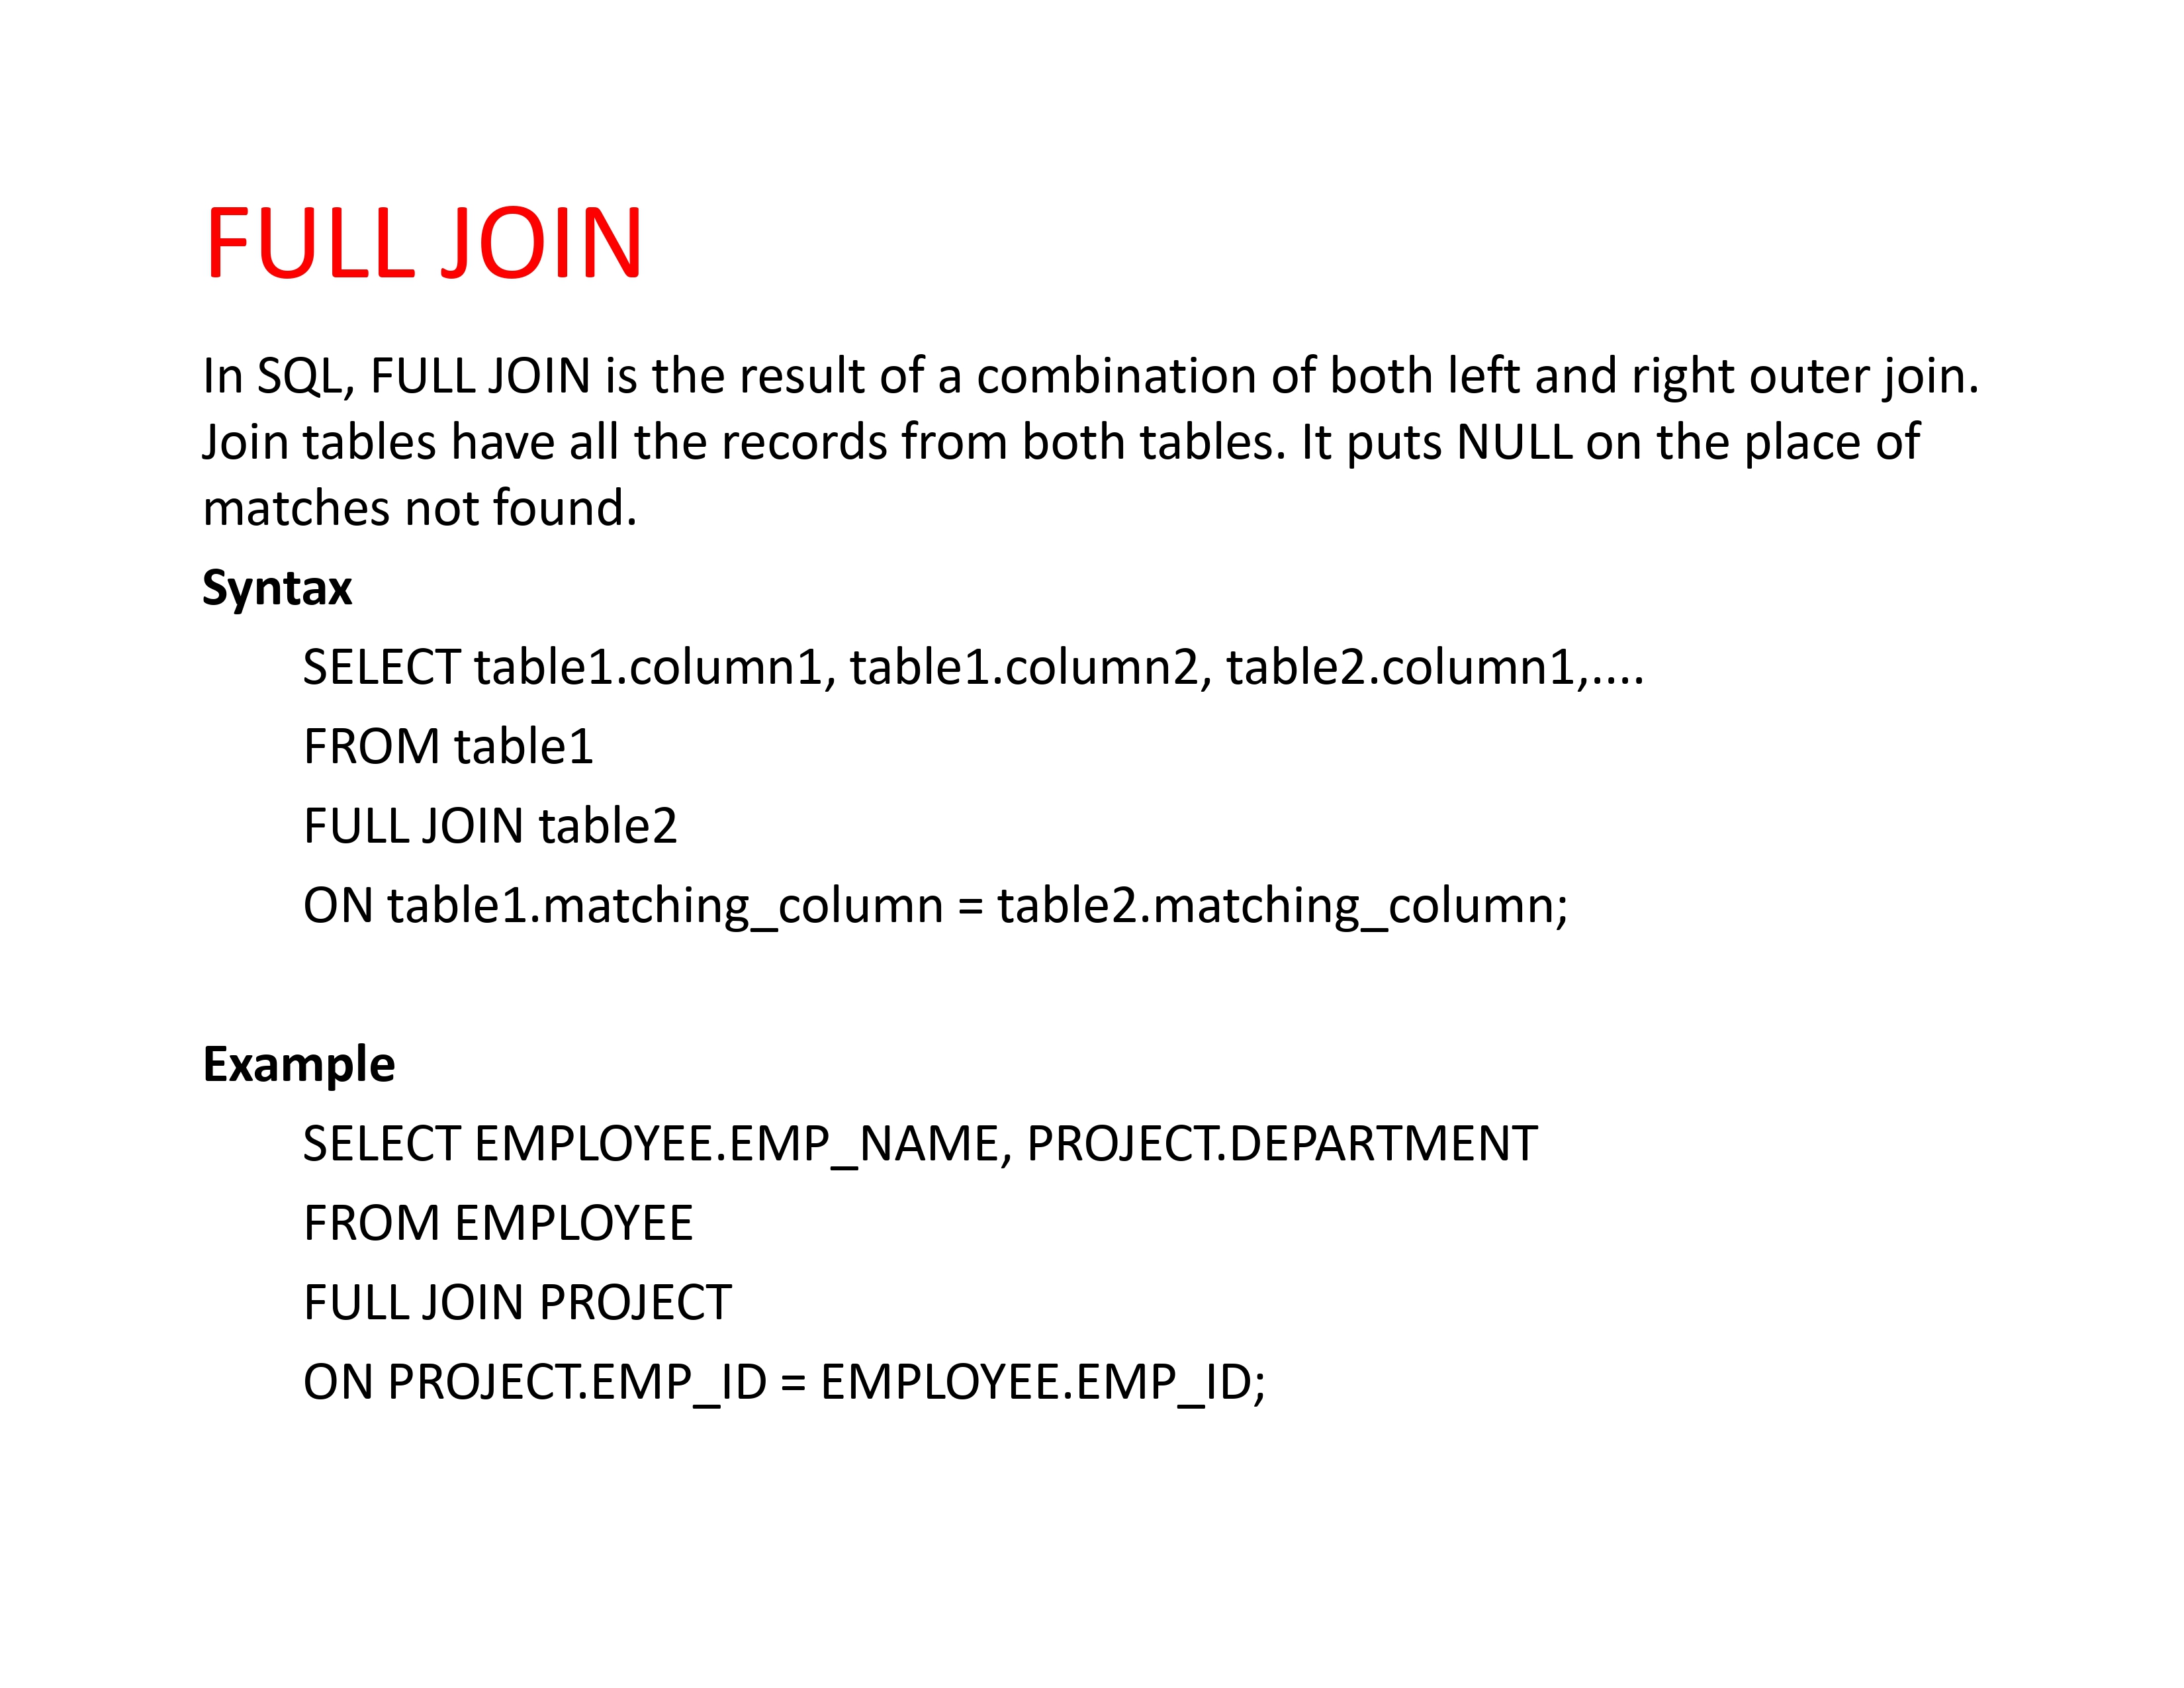 FULL JOIN
In SQL, FULL JOIN is the result of a combination of both left and right outer join.
Join tables have all the records from both tables. It puts NULL on the place of
matches not found.
Syntax
SELECT table1.column1, table1.column2, table2.column1,....
FROM table1
FULL JOIN table2
ON table1.matching_column = table2.matching_column;
Example
SELECT EMPLOYEE.EMP_NAME, PROJECT.DEPARTMENT
FROM EMPLOYEE
FULL JOIN PROJECT
ON PROJECT.EMP_ID = EMPLOYEE.EMP_ID;